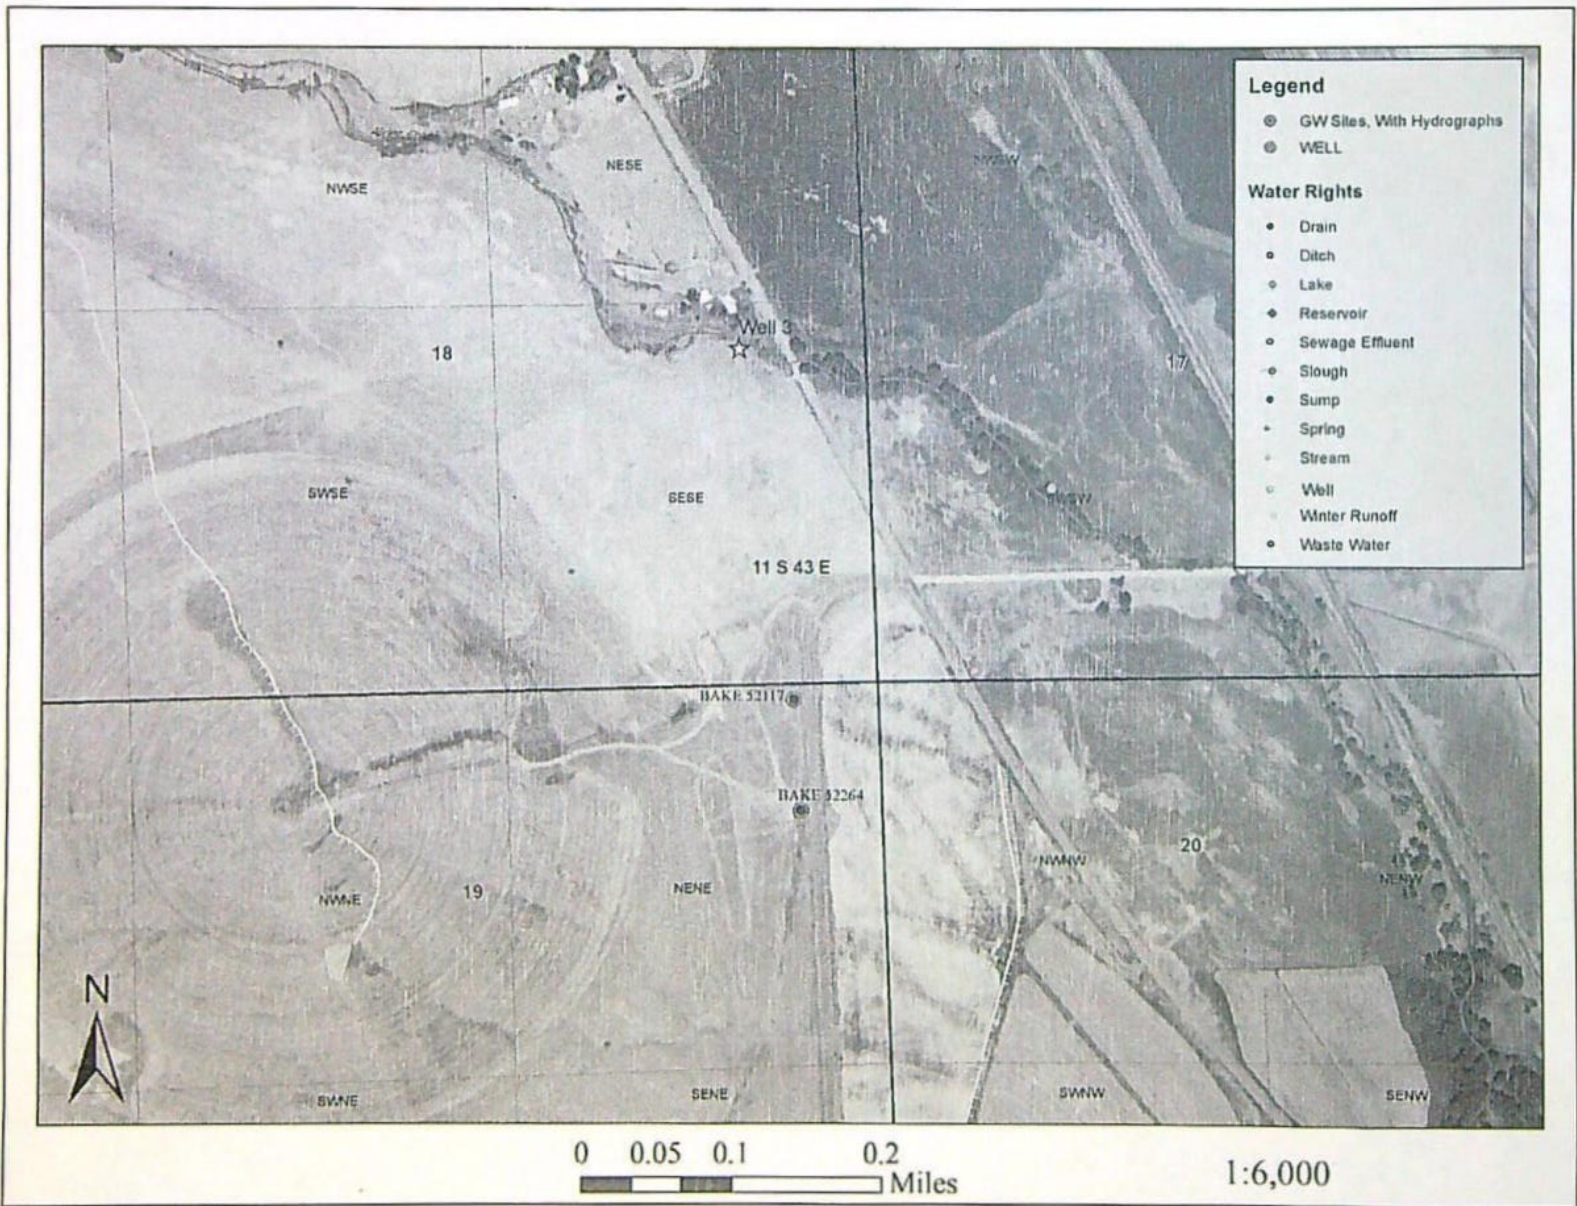 Legend
GW Sites, With Hydrographs
WELL
Water Rights
Drain
Ditch
Lake
Reservoir
Sewage Effluent
Slough
Sump
Spring
Stream
Well
Winter Runoff
Waste Water
NESE
NWSW
NWSE
Well 3
18
17
SWSE
SESE
SWSW
11 S 43 E
BAKE 52117
BAKE 52264
NWNW
20
NENW
NWNE
19
NENE
N
SWNE
SENE
SWNW
SENW
0 0.05 0.1 0.2
Miles
1:6,000